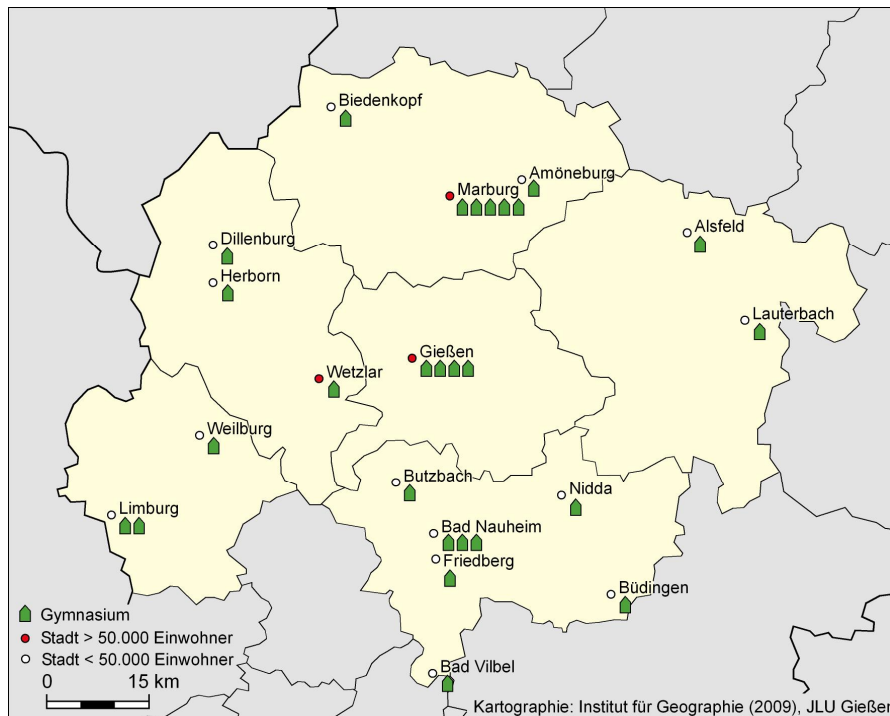 Biedenkopf
Amöneburg
Marburg
Alsfeld
Dillenburg
Herborn
Lauterbach
Gießen
Wetzlar
Weilburg
Butzbach
Nidda
Limburg
Bad Nauheim
Friedberg
Büdingen
Gymnasium
Stadt > 50.000 Einwohner
Stadt < 50.000 Einwohner
Bad Vilbel
0 15 km
Kartographie: Institut für Geographie (2009), JLU Gießen